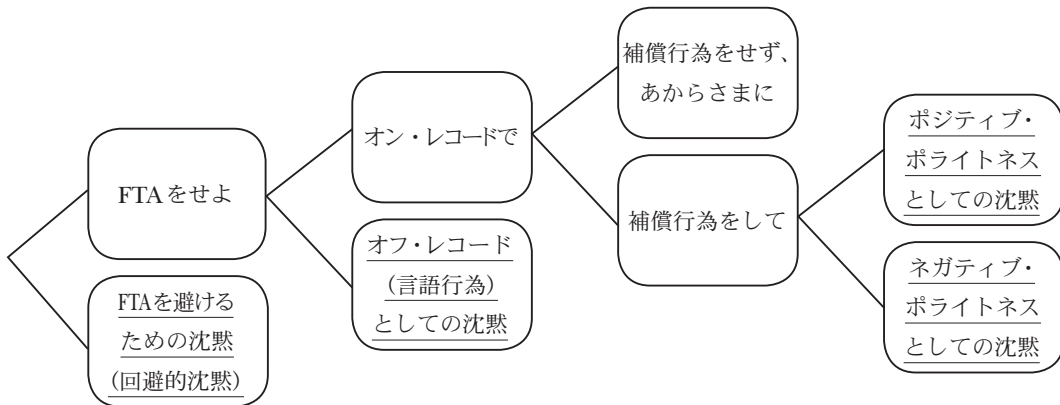 FTAをせよ
FTAを避ける
ための沈黙
(回避的沈黙)
オン・レコードで
オフ・レコード
(言語行為)
としての沈黙
補償行為をせず、
あからさまに
補償行為をして
ポジティブ・
ポライトネス
としての沈黙
ネガティブ・
ポライトネス
としての沈黙